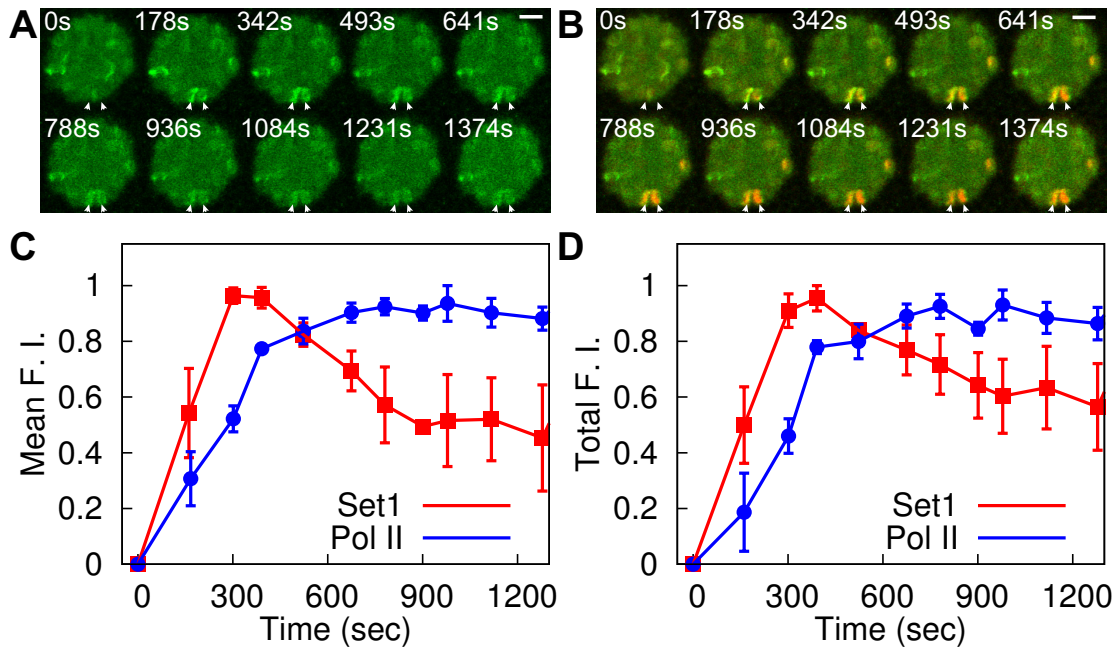 A
0s 178s 342s 493s 641s
788s 936s 1084s 1231s 1374s
B
0s 178s 342s 493s 641s
788s 936s 1084s 1231s 1374s
C
Mean F. I.
1
0.8
0.6
0.4
0.2
0
0 300 600 900 1200
Time (sec)
Set1
Pol II
D
Total F. I.
1
0.8
0.6
0.4
0.2
0
0 300 600 900 1200
Time (sec)
Set1
Pol II